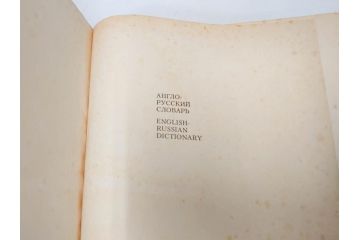 АНГЛО-
РУССКИЙ
СЛОВАРЬ
ENGLISH-
RUSSIAN
DICTIONARY